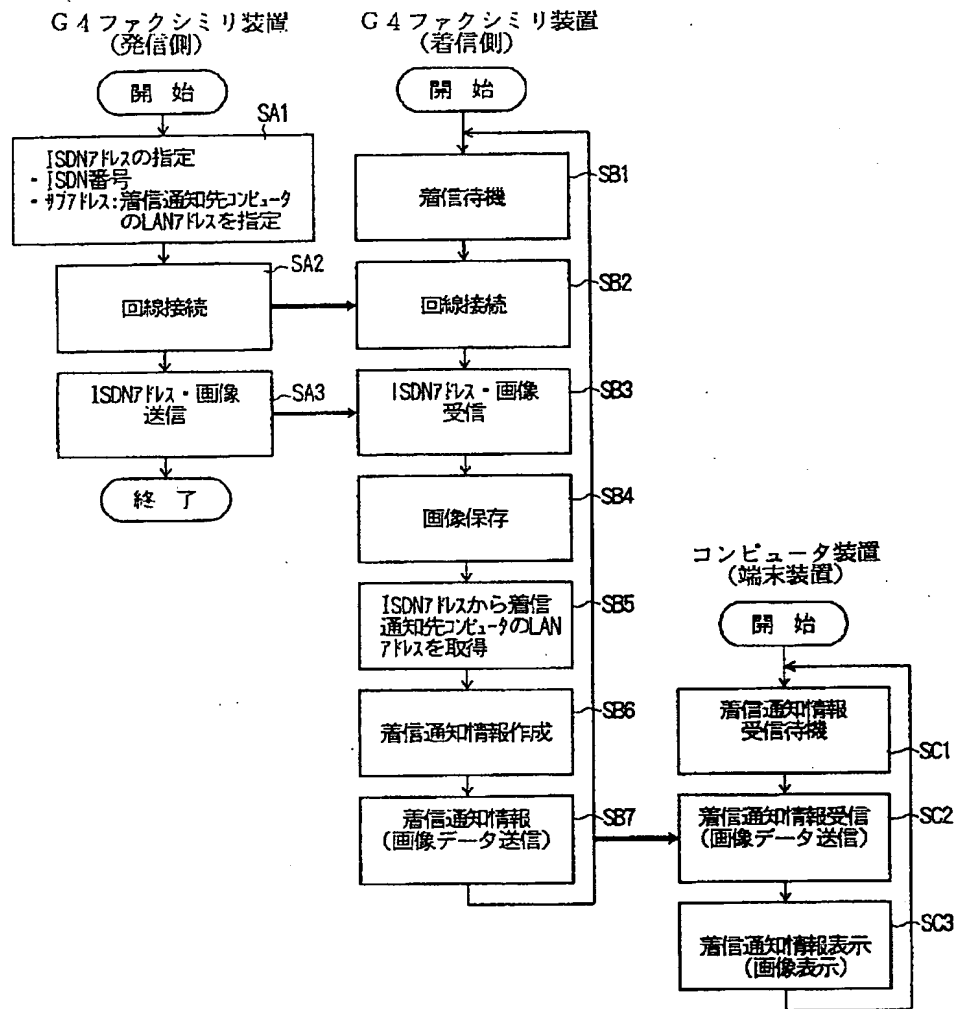 G4ファクシミリ装置
(発信側)
開 始
SA1
ISDNアドレスの指定
・ISDN番号
・サブアドレス:着信通知先コンピュータ
のLANアドレスを指定
SA2
回線接続
ISDNアドレス・画像
送信
SA3
終 了
G4ファクシミリ装置
(着信側)
開 始
SB1
着信待機
SB2
回線接続
SB3
ISDNアドレス・画像
受信
SB4
画像保存
SB5
ISDNアドレスから着信
通知先コンピュータのLAN
アドレスを取得
SB6
着信通知情報作成
SB7
着信通知情報
(画像データ送信)
コンピュータ装置
(端末装置)
開 始
着信通知情報
受信待機
SC1
着信通知情報受信
(画像データ送信)
SC2
SC3
着信通知情報表示
(画像表示)